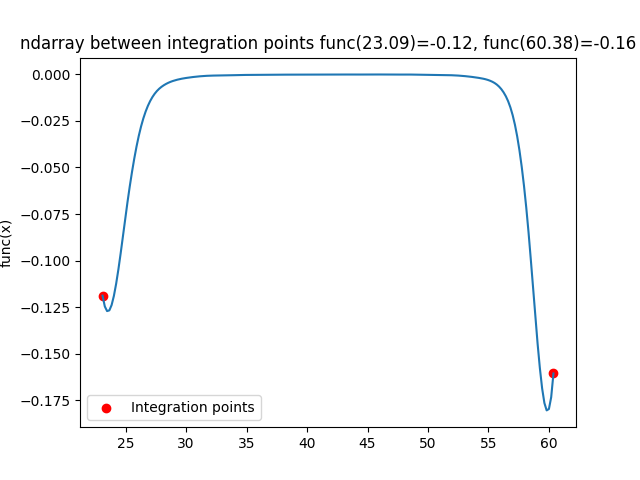 ndarray between integration points func(23.09)=-0.12, func(60.38)=-0.16
0.000
−0.025
−0.050
−0.075
−0.100
−0.125
−0.150
−0.175
func(x)
Integration points
25 30 35 40 45 50 55 60